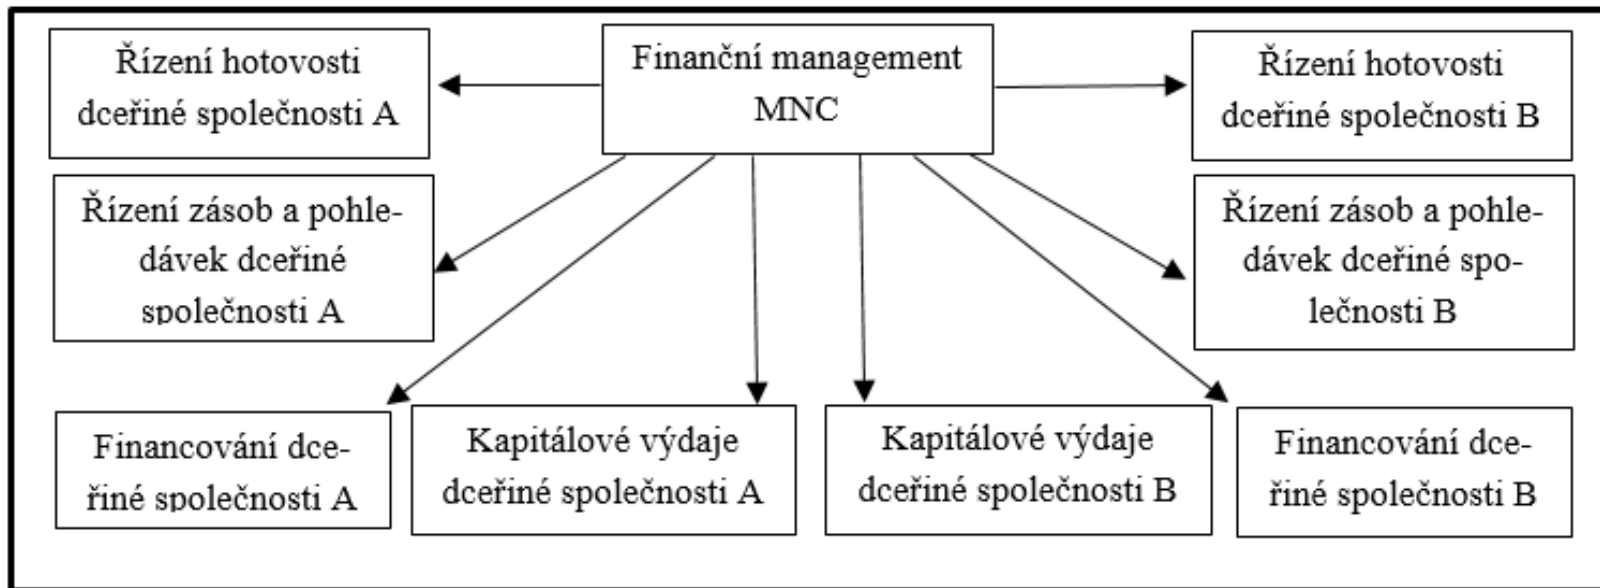 Řízení hotovosti
dceřiné společnosti A
Finanční management
MNC
Řízení hotovosti
dceřiné společnosti B
Řízení zásob a pohle-
dávek dceřiné
společnosti A
Řízení zásob a pohle-
dávek dceřiné spo-
lečnosti B
Financování dce-
řiné společnosti A
Kapitálové výdaje
dceřiné společnosti A
Kapitálové výdaje
dceřiné společnosti B
Financování dce-
řiné společnosti B